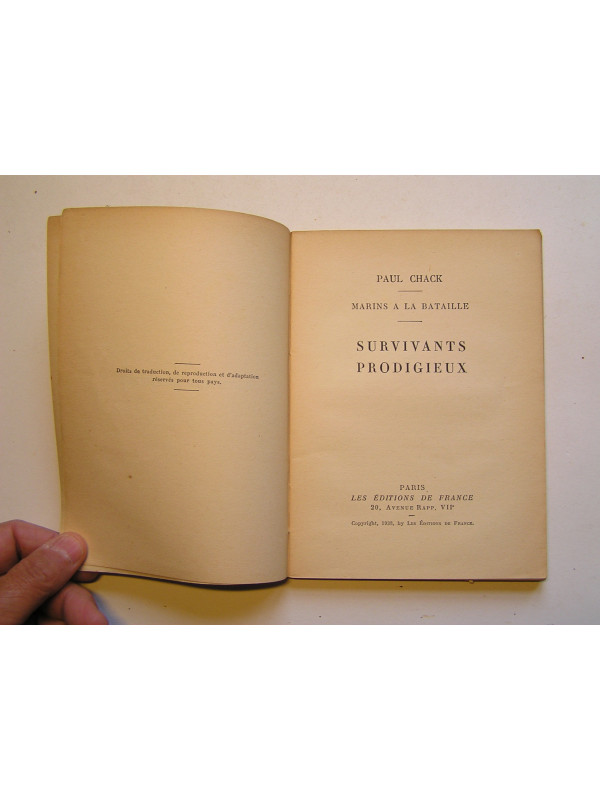 Droits de traduction, de reproduction et d'adaptation
réservés pour tous pays.
PAUL CHACK
MARINS A LA BATAILLE
SURVIVANTS
PRODIGIEUX
PARIS
LES ÉDITIONS DE FRANCE
20, AVENUE RAPP, VIIᵉ
Copyright, by LES ÉDITIONS DE FRANCE.